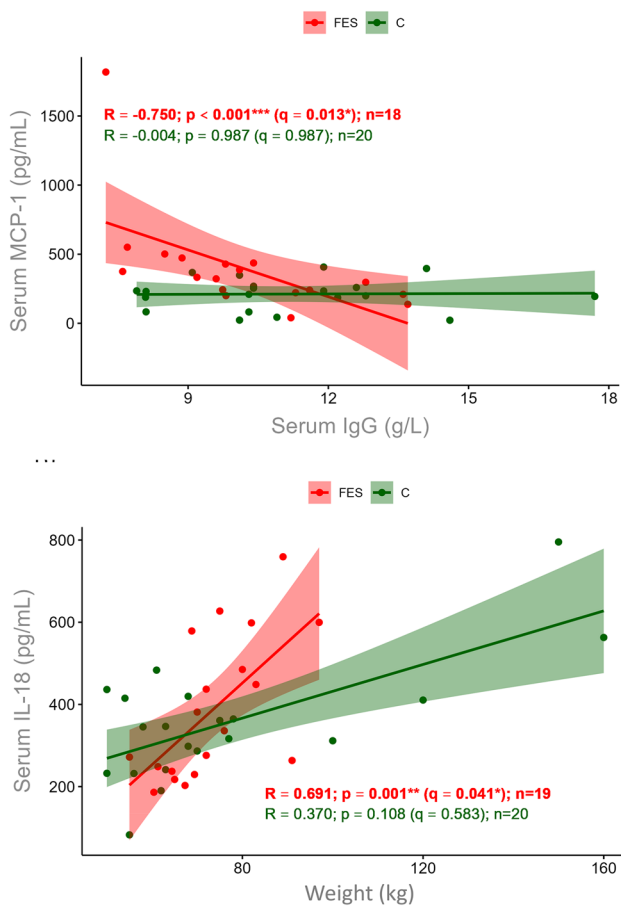 FES C
R = -0.750; p < 0.001*** (q = 0.013*); n=18
R = -0.004; p = 0.987 (q = 0.987); n=20
Serum MCP-1 (pg/mL)
1500
1000
500
0
9 12 15 18
Serum IgG (g/L)
...
FES C
Serum IL-18 (pg/mL)
800
600
400
200
R = 0.691; p = 0.001** (q = 0.041*); n=19
R = 0.370; p = 0.108 (q = 0.583); n=20
80 120 160
Weight (kg)